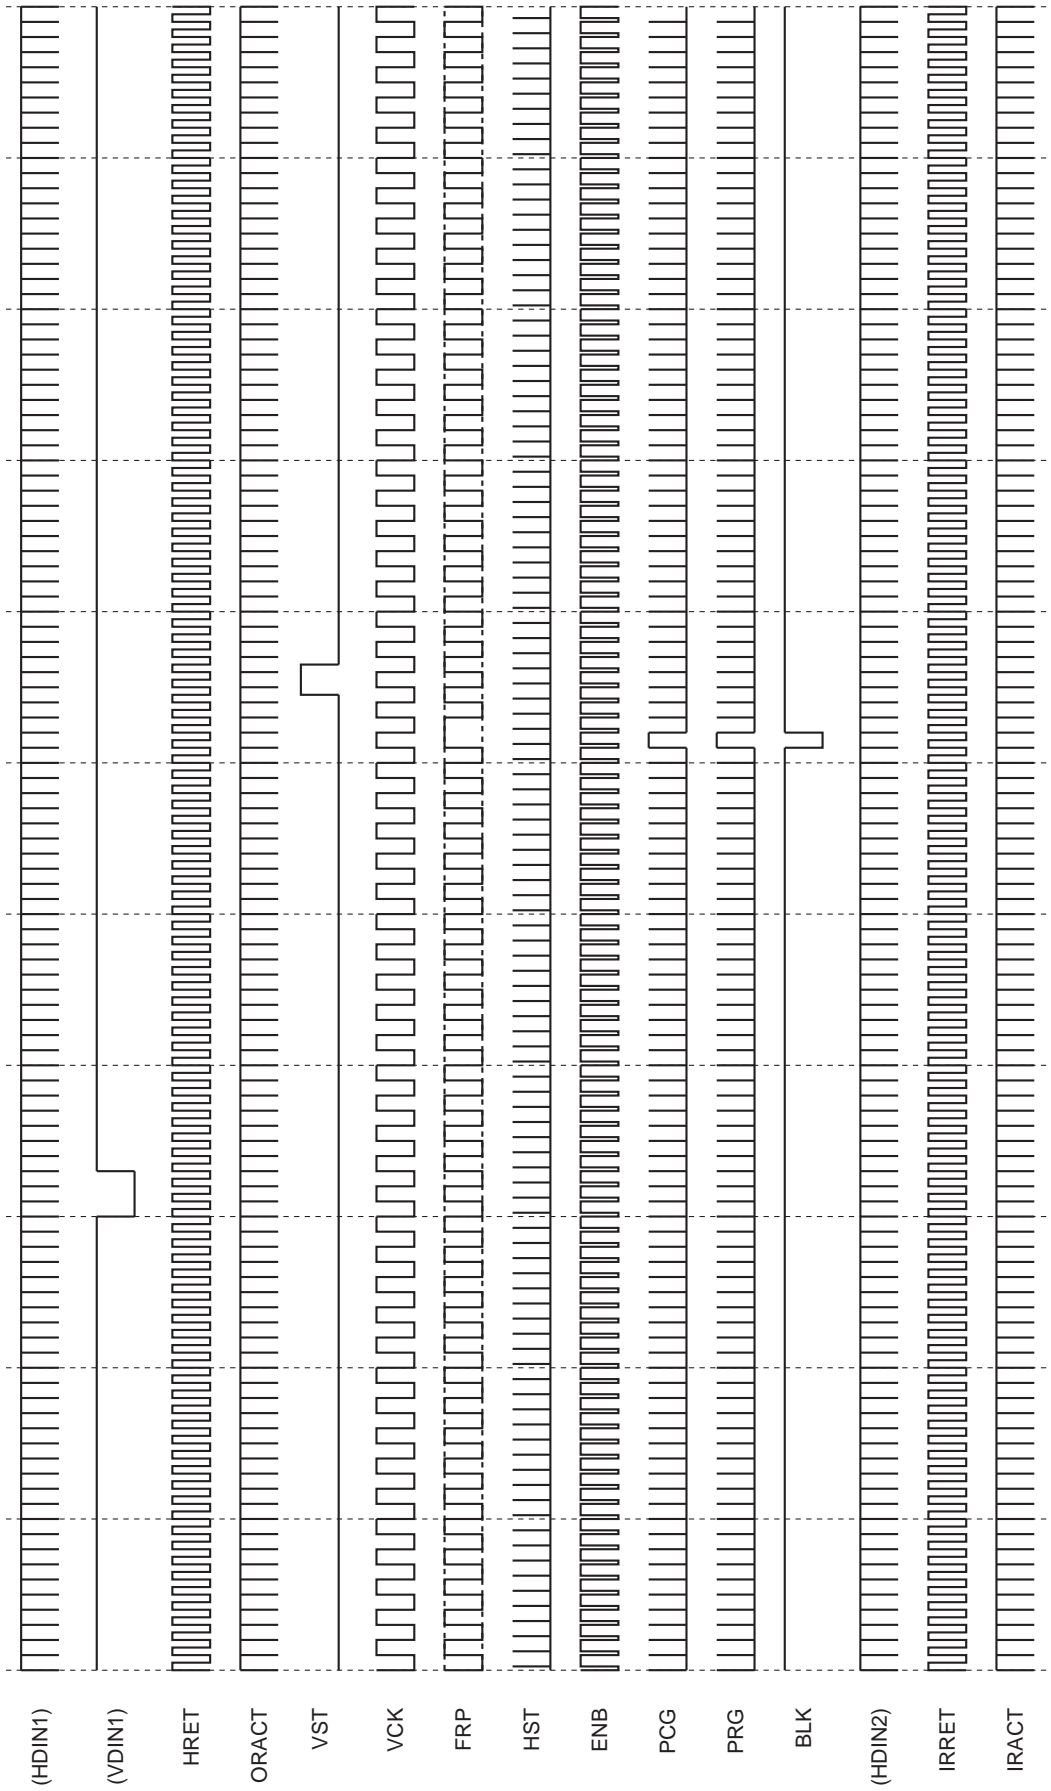 (HDIN1)
(VDIN1)
HRET
ORACT
VST
VCK
FRP
HST
ENB
PCG
PRG
BLK
(HDIN2)
IRRET
IRACT